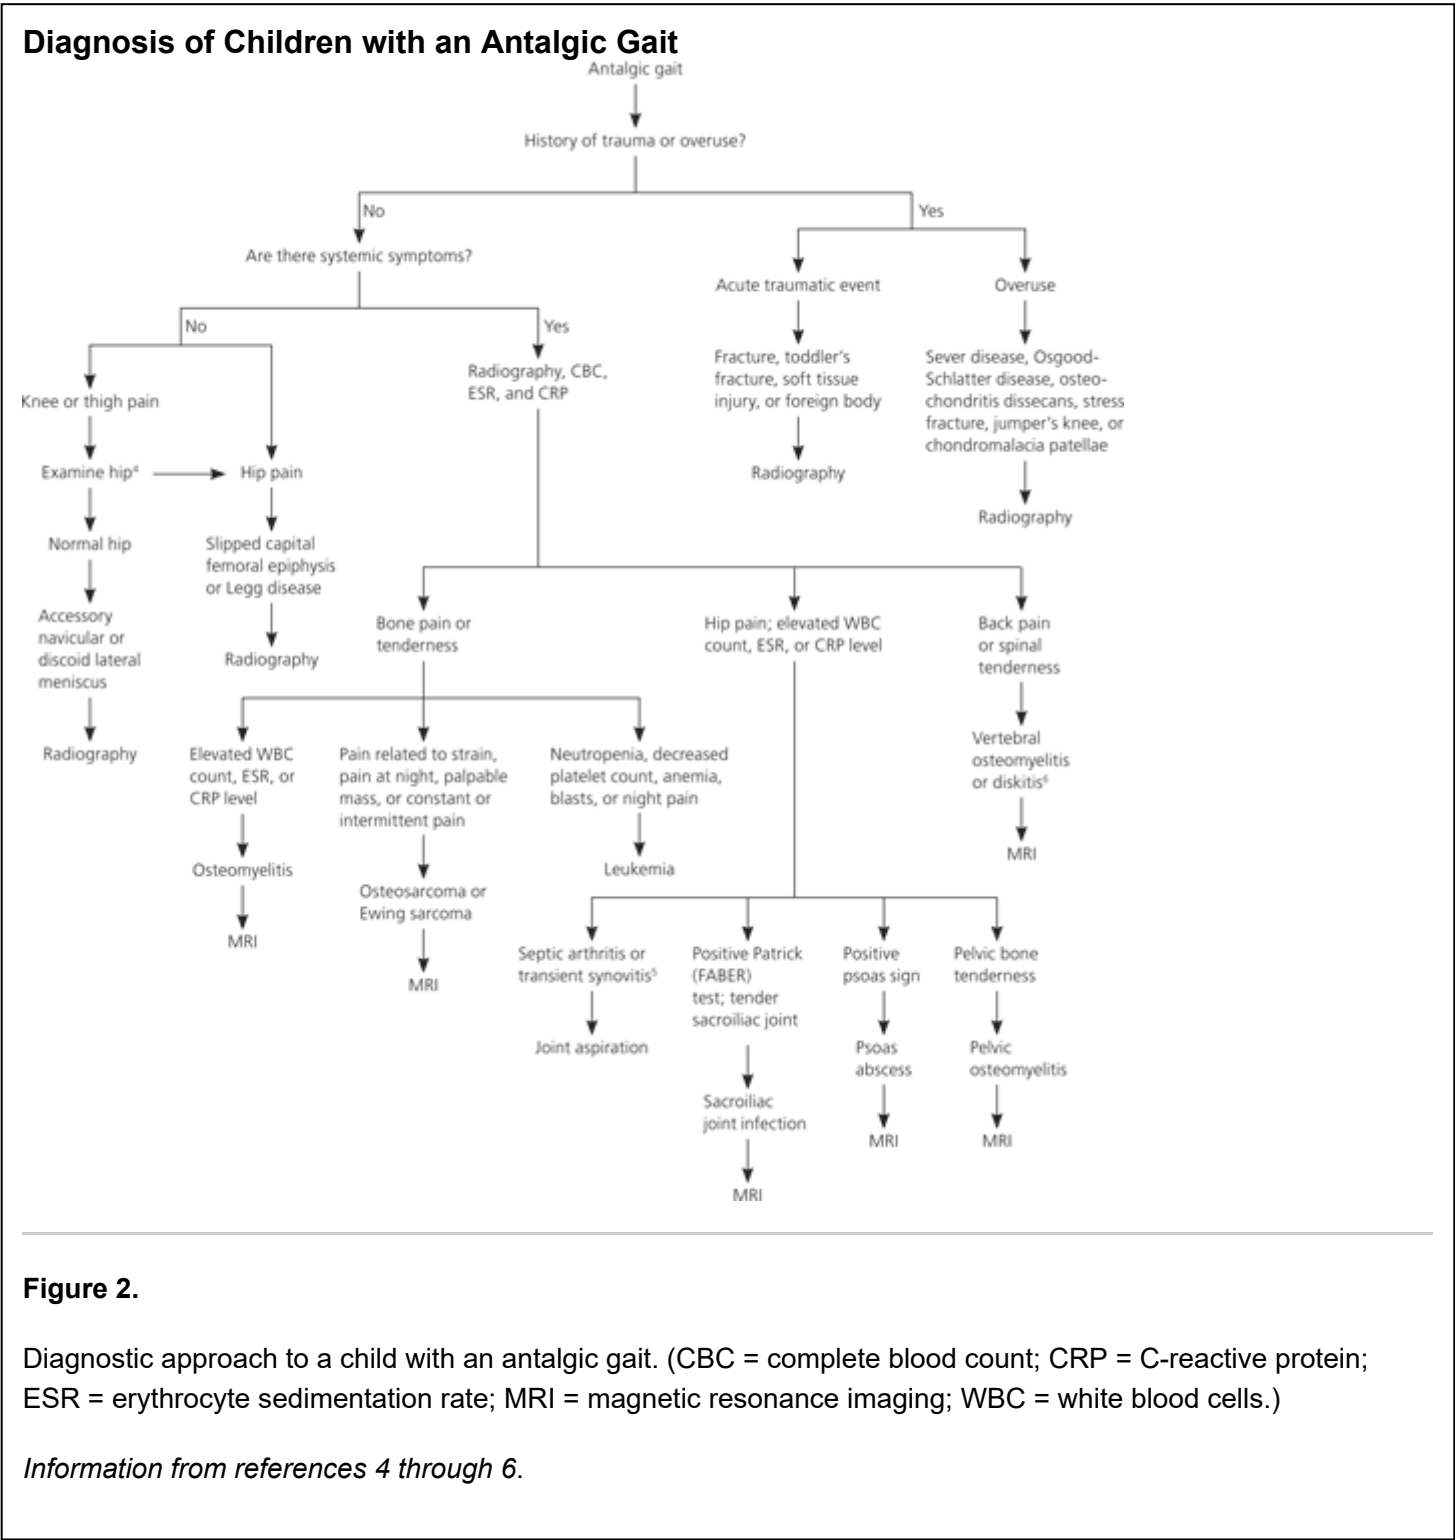 Diagnosis of Children with an Antalgic Gait
Antalgic gait
History of trauma or overuse?
No
Yes
Are there systemic symptoms?
Acute traumatic event
Overuse
No
Yes
Radiography, CBC,
ESR, and CRP
Fracture, toddler's
fracture, soft tissue
injury, or foreign body
Sever disease, Osgood-
Schlatter disease, osteo-
chondritis dissecans, stress
fracture, jumper's knee, or
chondromalacia patellae
Knee or thigh pain
Examine hip⁴
Hip pain
Radiography
Radiography
Normal hip
Slipped capital
femoral epiphysis
or Legg disease
Accessory
navicular or
discoid lateral
meniscus
Radiography
Radiography
Bone pain or
tenderness
Hip pain; elevated WBC
count, ESR, or CRP level
Back pain
or spinal
tenderness
Elevated WBC
count, ESR, or
CRP level
Pain related to strain,
pain at night, palpable
mass, or constant or
intermittent pain
Neutropenia, decreased
platelet count, anemia,
blasts, or night pain
Vertebral
osteomyelitis
or diskitis⁶
MRI
Osteomyelitis
MRI
Osteosarcoma or
Ewing sarcoma
MRI
Leukemia
Septic arthritis or
transient synovitis⁵
Joint aspiration
Positive Patrick
(FABER)
test; tender
sacroiliac joint
Sacroiliac
joint infection
MRI
Positive
psoas sign
Psoas
abscess
MRI
Pelvic bone
tenderness
Pelvic
osteomyelitis
MRI
Figure 2.
Diagnostic approach to a child with an antalgic gait. (CBC = complete blood count; CRP = C-reactive protein;
ESR = erythrocyte sedimentation rate; MRI = magnetic resonance imaging; WBC = white blood cells.)
Information from references 4 through 6.